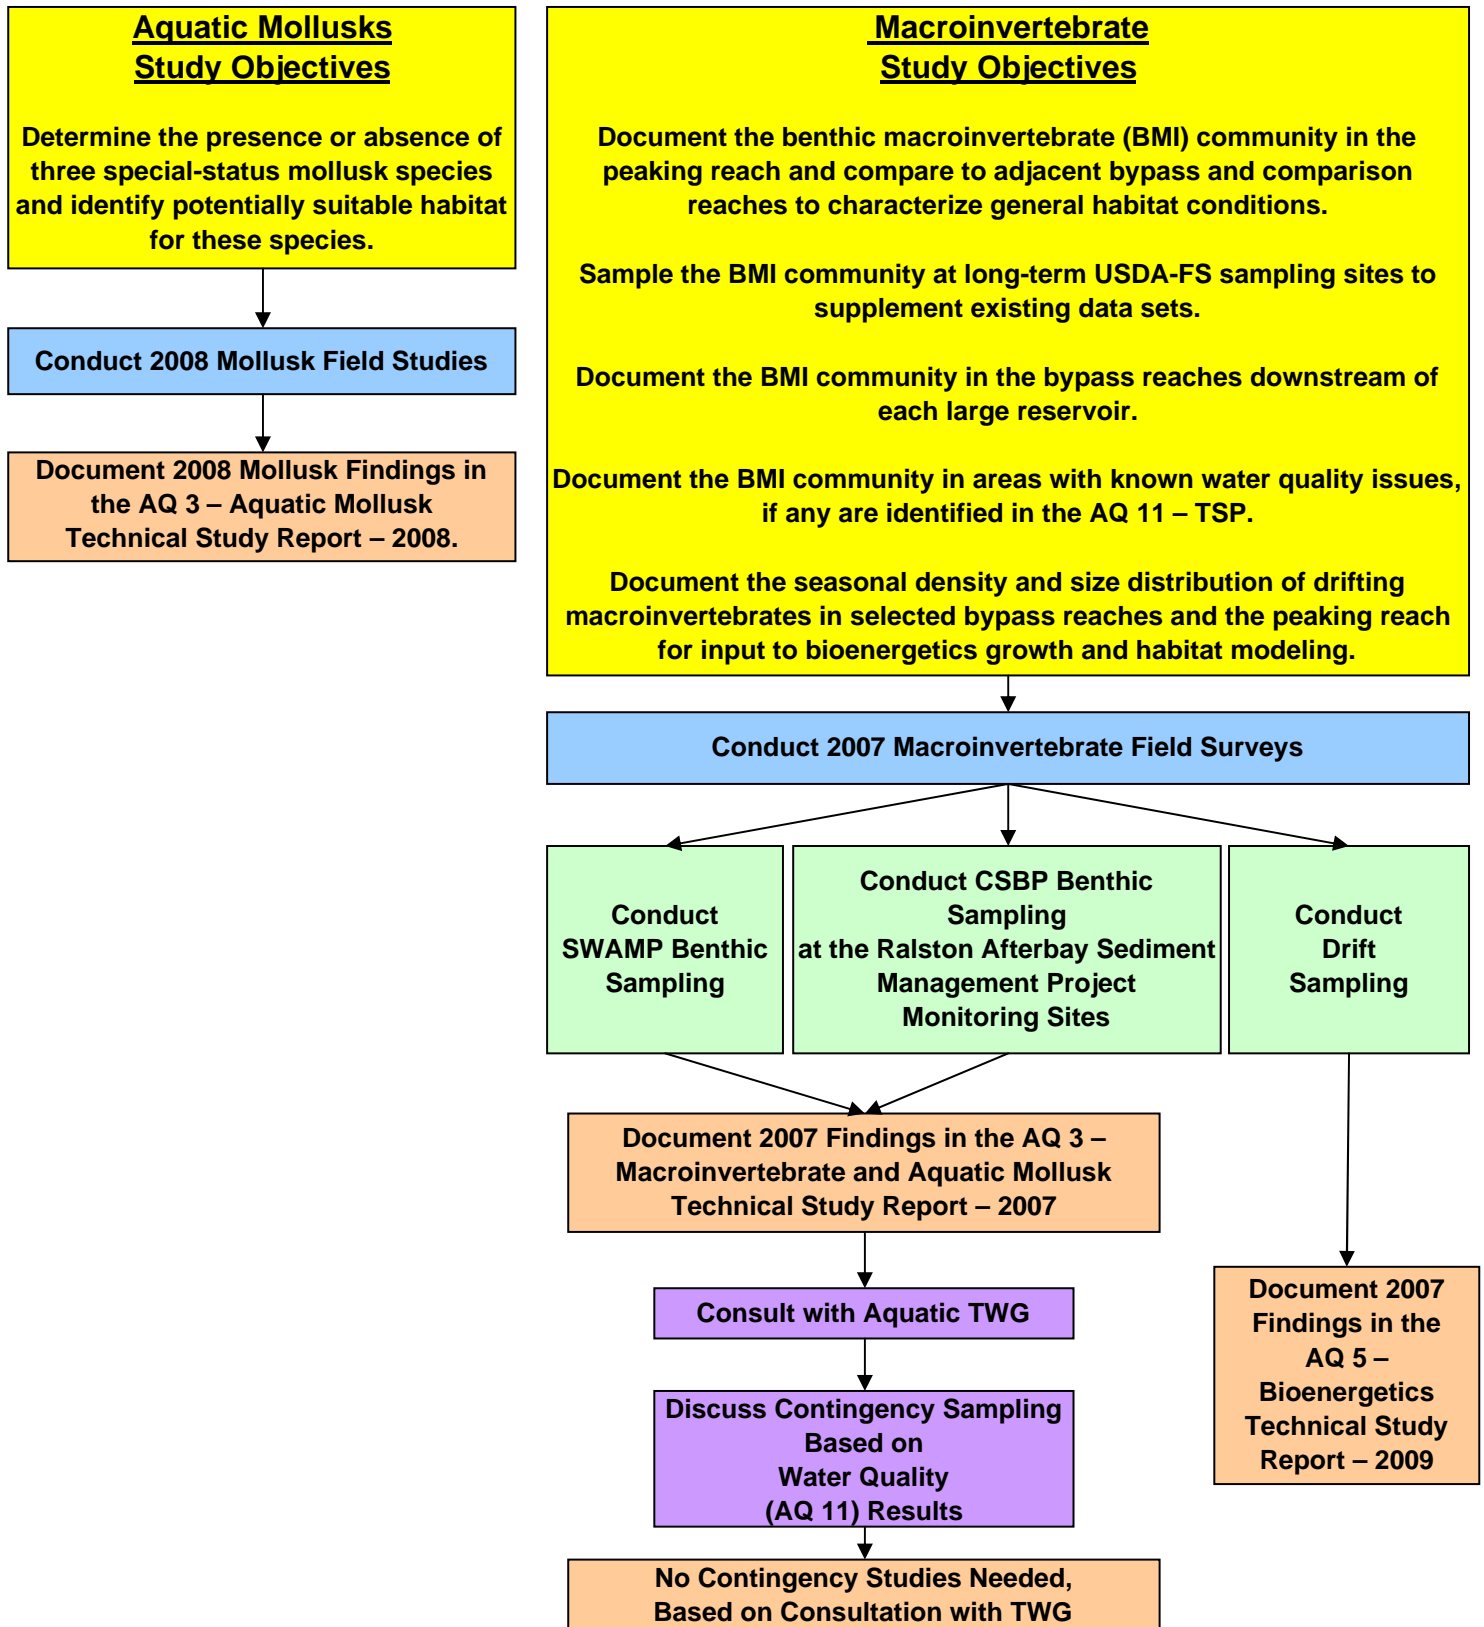 Aquatic Mollusks
Study Objectives
Determine the presence or absence of
three special-status mollusk species
and identify potentially suitable habitat
for these species.
Conduct 2008 Mollusk Field Studies
Document 2008 Mollusk Findings in
the AQ 3 – Aquatic Mollusk
Technical Study Report – 2008.
Macroinvertebrate
Study Objectives
Document the benthic macroinvertebrate (BMI) community in the
peaking reach and compare to adjacent bypass and comparison
reaches to characterize general habitat conditions.
Sample the BMI community at long-term USDA-FS sampling sites to
supplement existing data sets.
Document the BMI community in the bypass reaches downstream of
each large reservoir.
Document the BMI community in areas with known water quality issues,
if any are identified in the AQ 11 – TSP.
Document the seasonal density and size distribution of drifting
macroinvertebrates in selected bypass reaches and the peaking reach
for input to bioenergetics growth and habitat modeling.
Conduct 2007 Macroinvertebrate Field Surveys
Conduct
SWAMP Benthic
Sampling
Conduct CSBP Benthic
Sampling
at the Ralston Afterbay Sediment
Management Project
Monitoring Sites
Conduct
Drift
Sampling
Document 2007 Findings in the AQ 3 –
Macroinvertebrate and Aquatic Mollusk
Technical Study Report – 2007
Consult with Aquatic TWG
Discuss Contingency Sampling
Based on
Water Quality
(AQ 11) Results
No Contingency Studies Needed,
Based on Consultation with TWG
Document 2007
Findings in the
AQ 5 –
Bioenergetics
Technical Study
Report – 2009